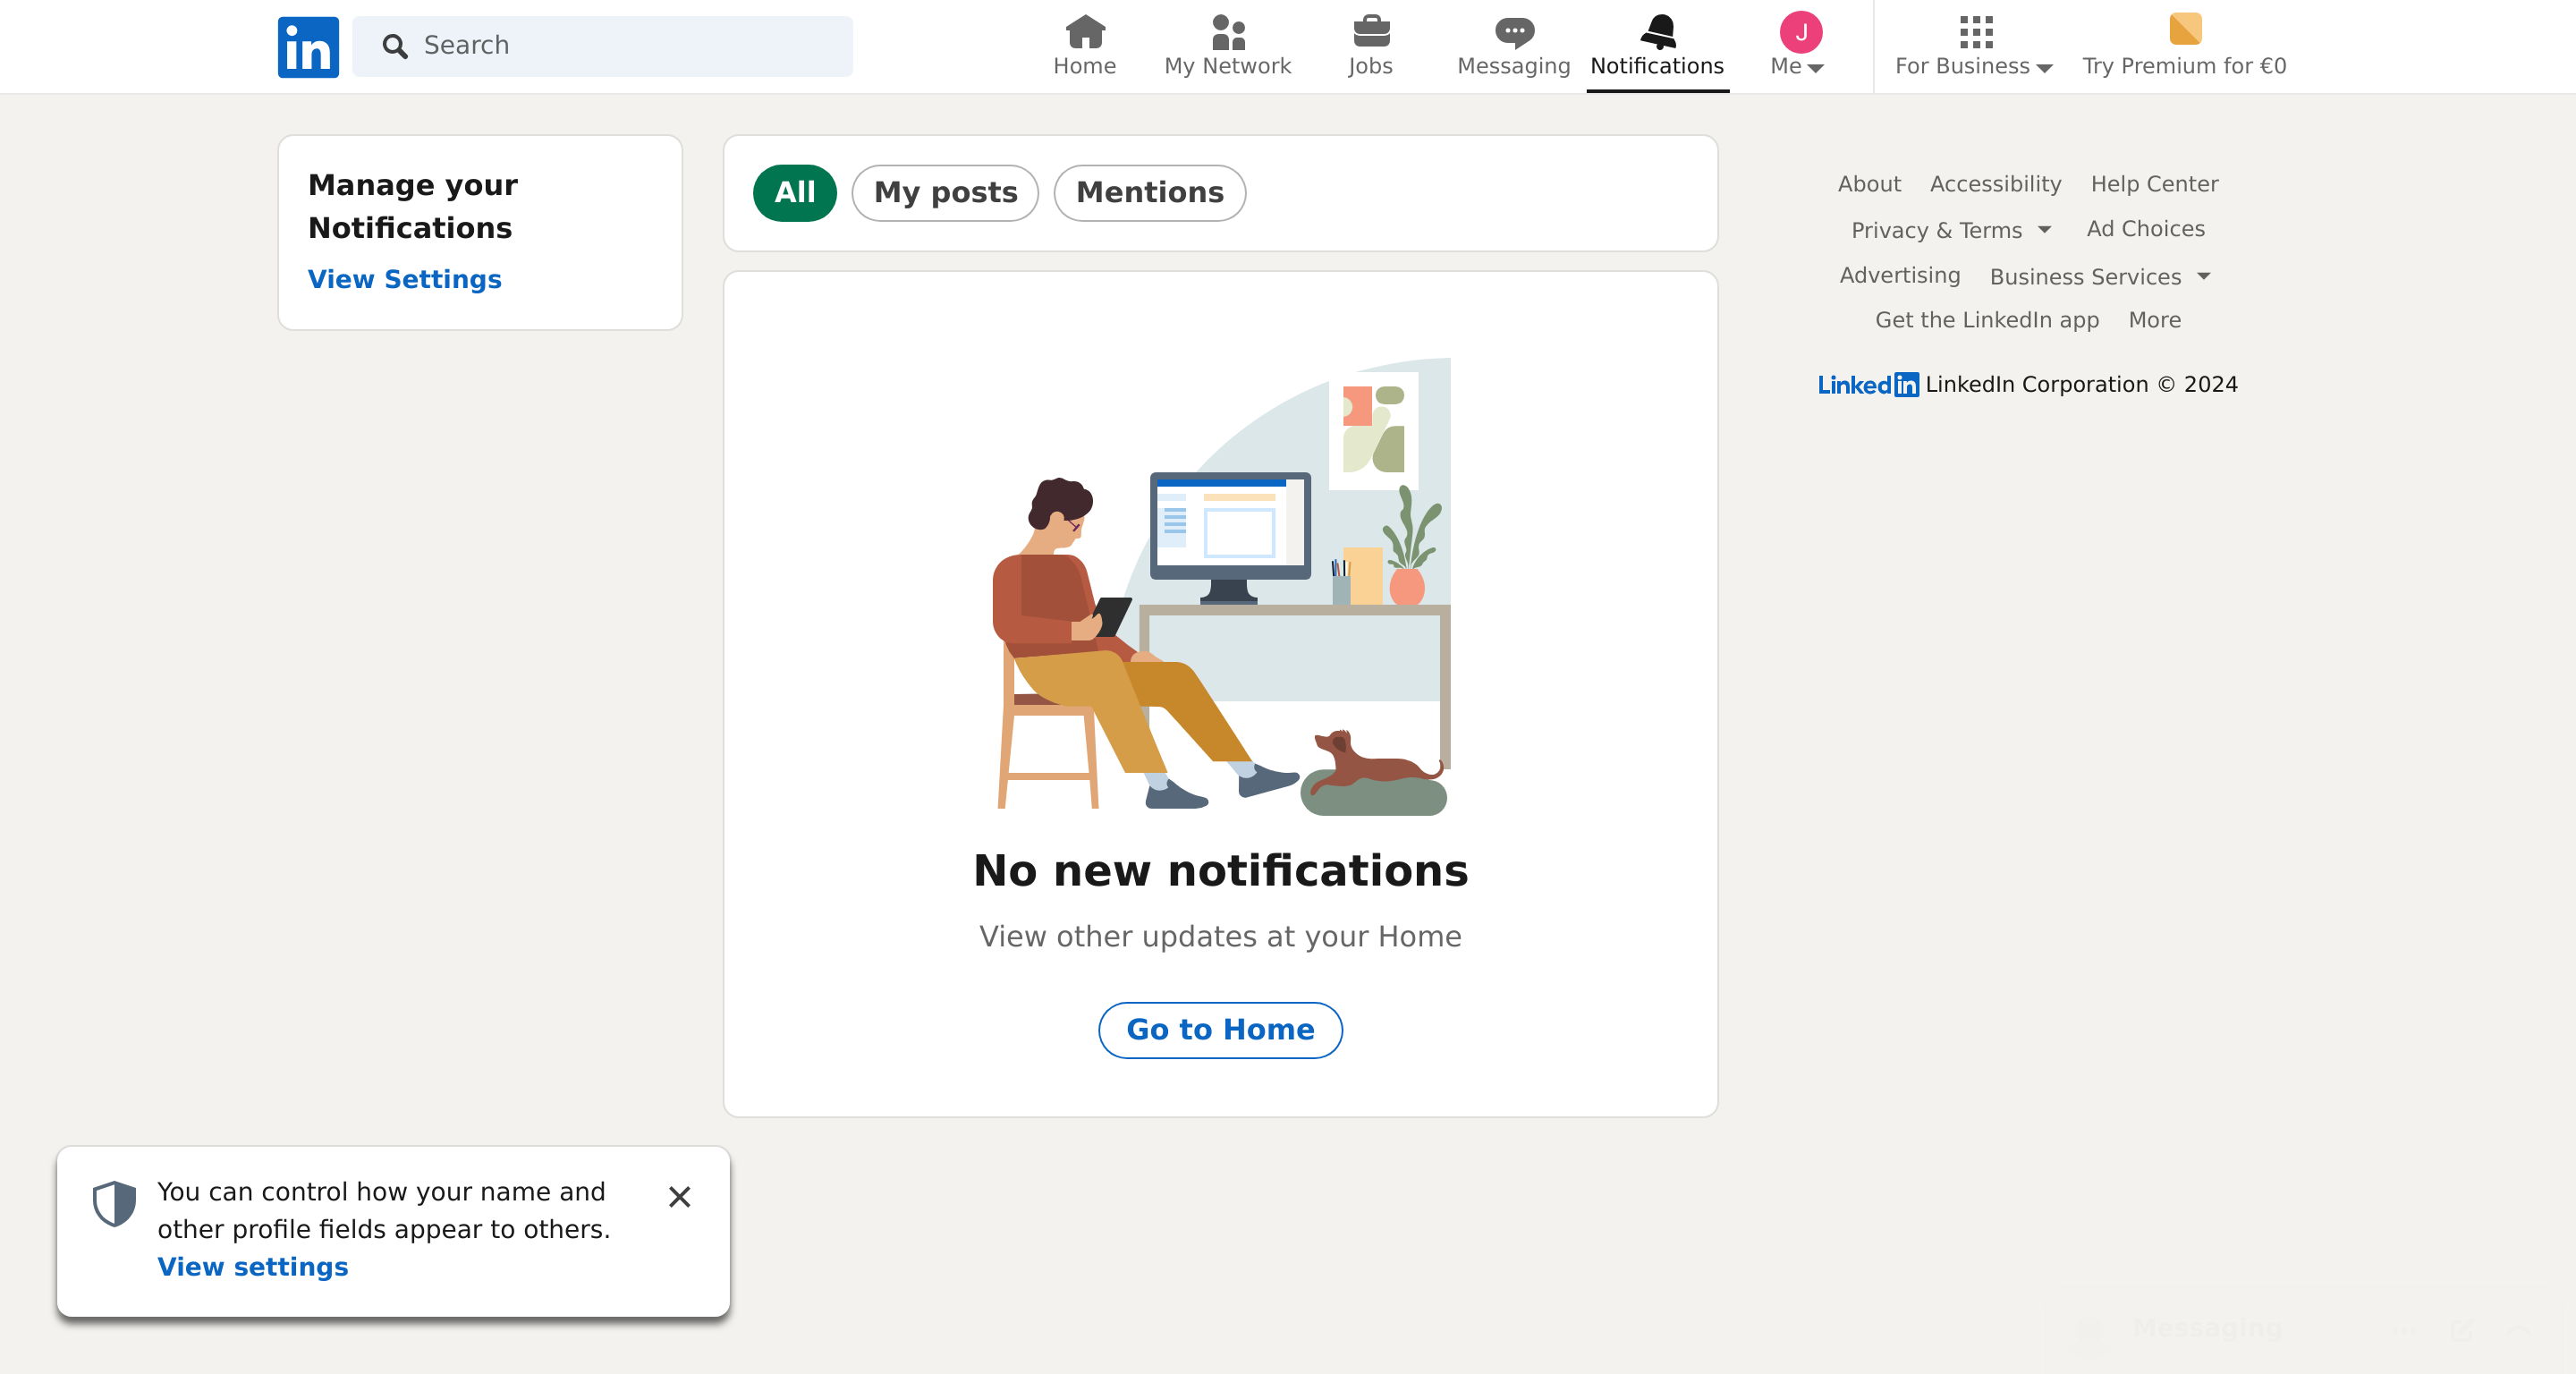 in
Search
Home
My Network
Jobs
Messaging
Notifications
J
Me
For Business
Try Premium for €0
Manage your
Notifications
View Settings
All
My posts
Mentions
No new notifications
View other updates at your Home
Go to Home
About Accessibility Help Center
Privacy & Terms Ad Choices
Advertising Business Services
Get the LinkedIn app More
LinkedIn LinkedIn Corporation © 2024
You can control how your name and
other profile fields appear to others.
View settings
Messaging